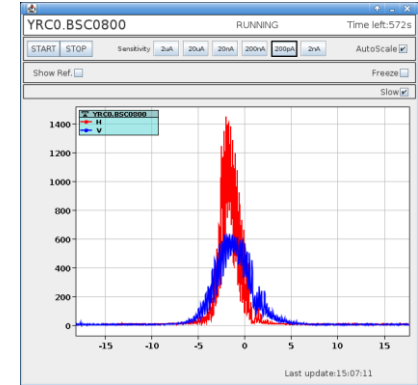 YRC0.BSC0800 RUNNING Time left:572s
START STOP Sensitivity 2uA 20uA 20nA 200nA 200pA 2nA AutoScale
Show Ref. Freeze
Slow
YRC0.BSC0800
H
V
1400
1200
1000
800
600
400
200
0
-15 -10 -5 0 5 10 15
Last update:15:07:11